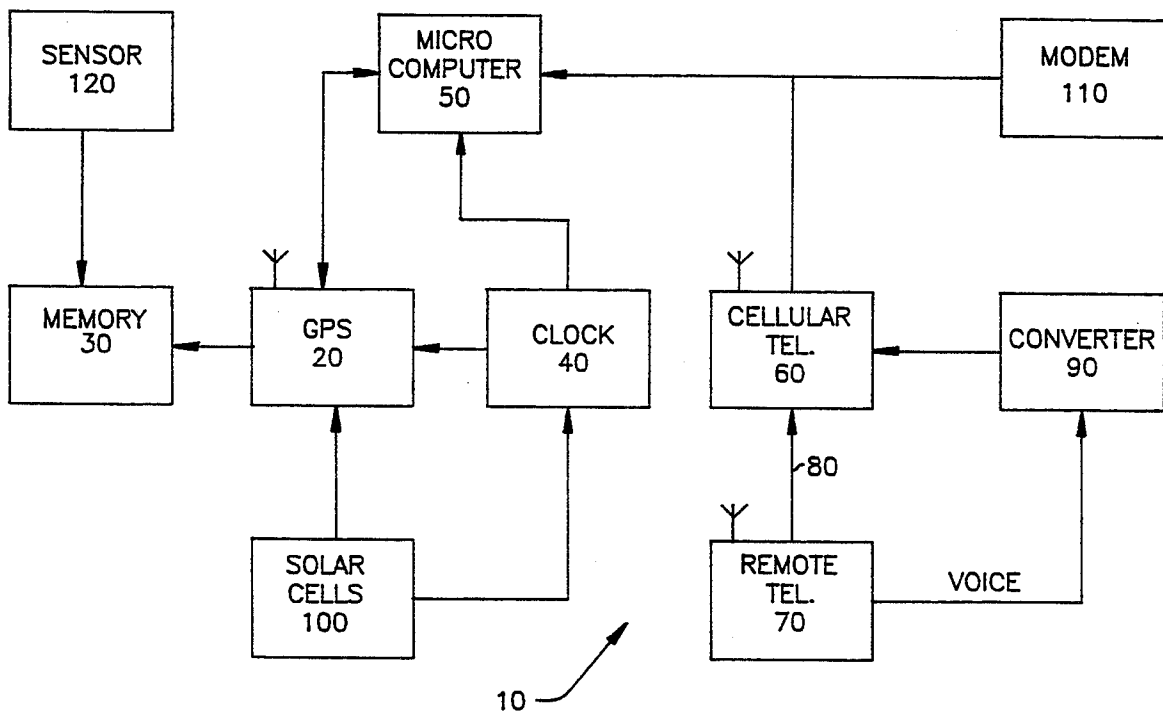 SENSOR
120
MICRO
COMPUTER
50
MODEM
110
MEMORY
30
GPS
20
CLOCK
40
CELLULAR
TEL.
60
CONVERTER
90
80
SOLAR
CELLS
100
REMOTE
TEL.
70
VOICE
10